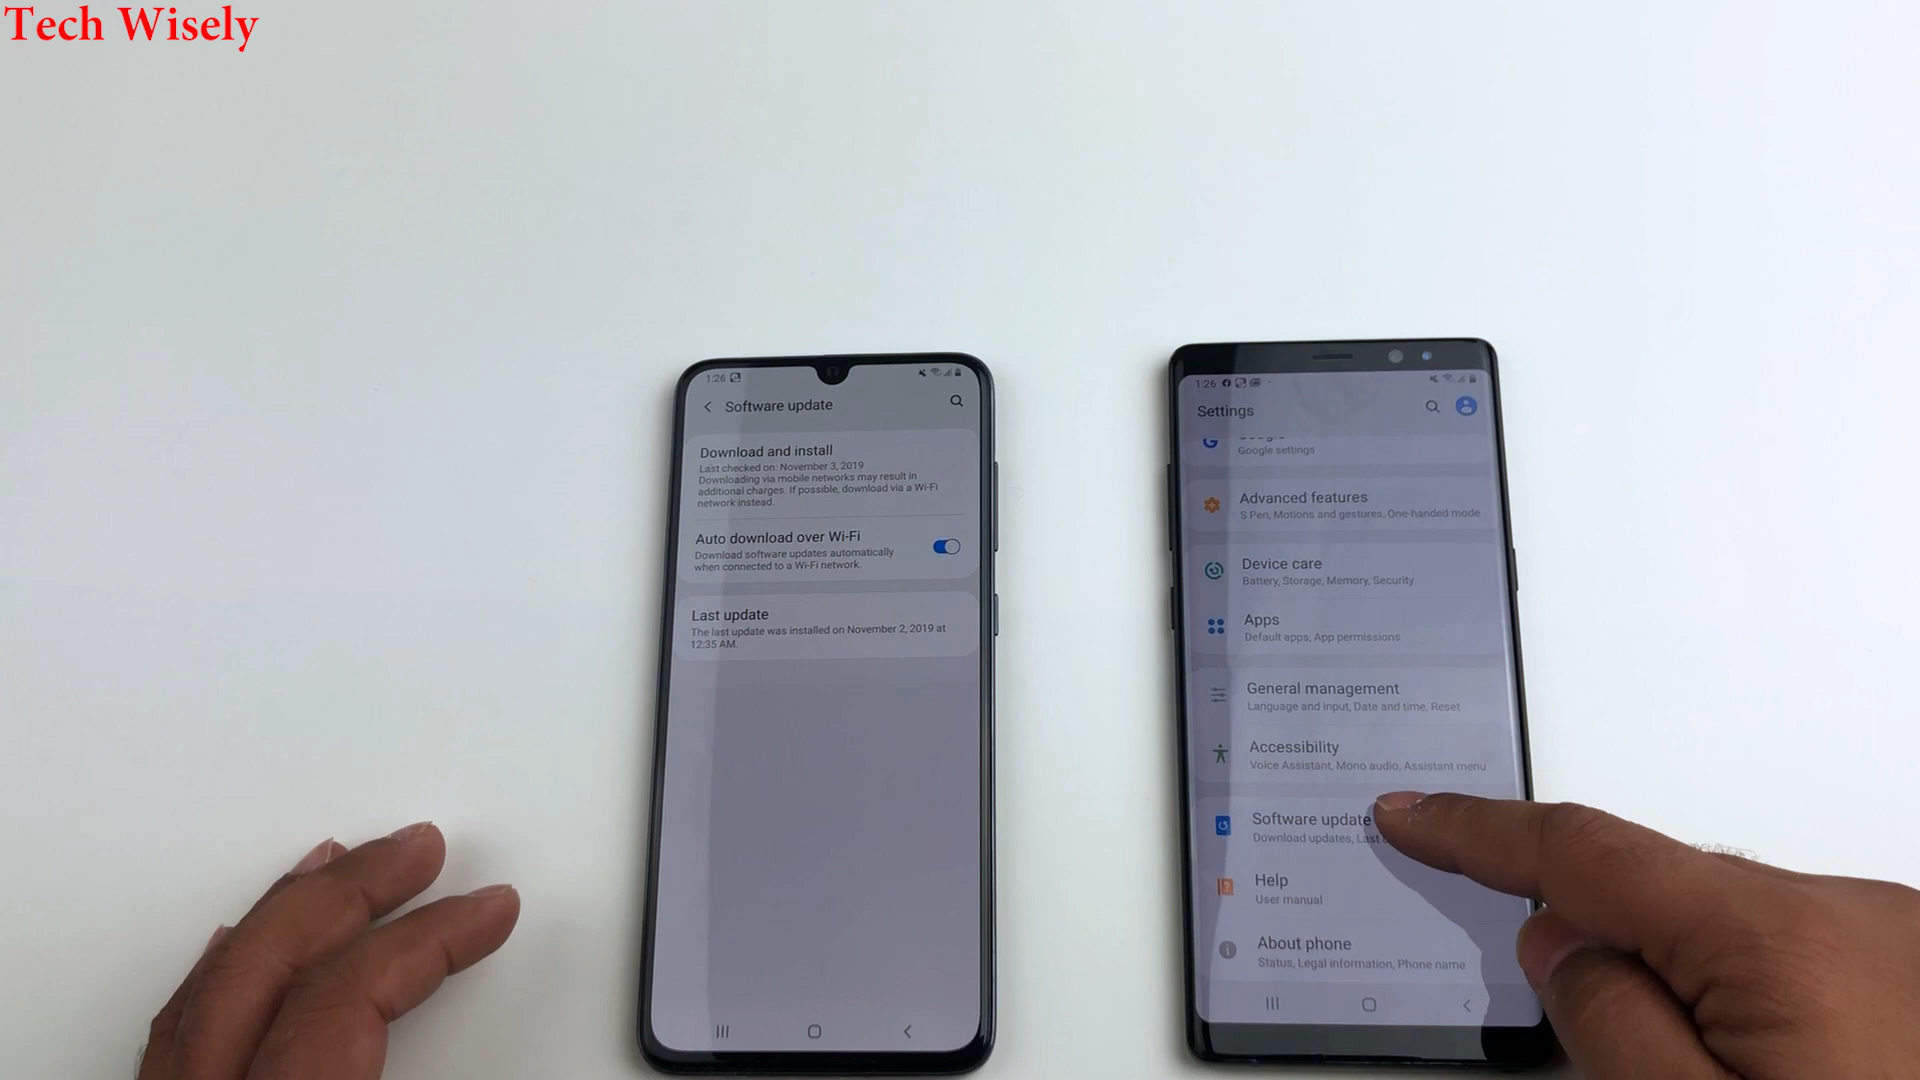 Tech Wisely
1:26
Software update
Download and install
Last checked on: November 3, 2019
Downloading via mobile networks may result in
additional charges. If possible, download via a Wi-Fi
network instead.
Auto download over Wi-Fi
Download software updates automatically
when connected to a Wi-Fi network.
Last update
The last update was installed on November 2, 2019 at
12:35 AM.
1:26
Settings
Google
Google settings
Advanced features
S Pen, Motions and gestures, One-handed mode
Device care
Battery, Storage, Memory, Security
Apps
Default apps, App permissions
General management
Language and input, Date and time, Reset
Accessibility
Voice Assistant, Mono audio, Assistant menu
Software update
Download updates, Last
Help
User manual
About phone
Status, Legal information, Phone name